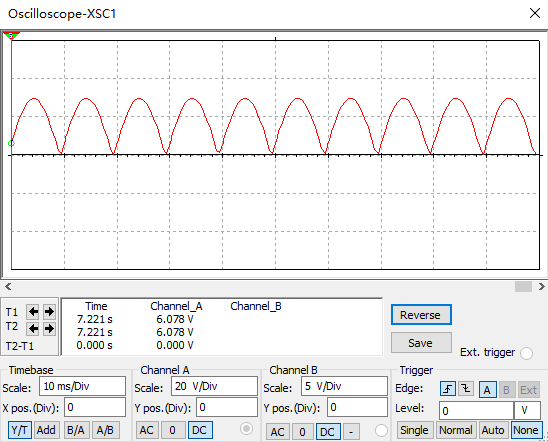 Oscilloscope-XSC1
T1
T2
T2-T1
Time Channel_A Channel_B
7.221 s 6.078 V
7.221 s 6.078 V
0.000 s 0.000 V
Reverse
Save
Ext. trigger
Timebase
Scale: 10 ms/Div
X pos.(Div): 0
Y/T Add B/A A/B
Channel A
Scale: 20 V/Div
Y pos.(Div): 0
AC 0 DC
Channel B
Scale: 5 V/Div
Y pos.(Div): 0
AC 0 DC -
Trigger
Edge: A B Ext
Level: 0 V
Single Normal Auto None